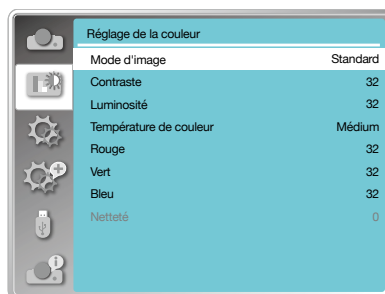 Réglage de la couleur
Mode d'image Standard
Contraste 32
Luminosité 32
Température de couleur Médium
Rouge 32
Vert 32
Bleu 32
Netteté 0